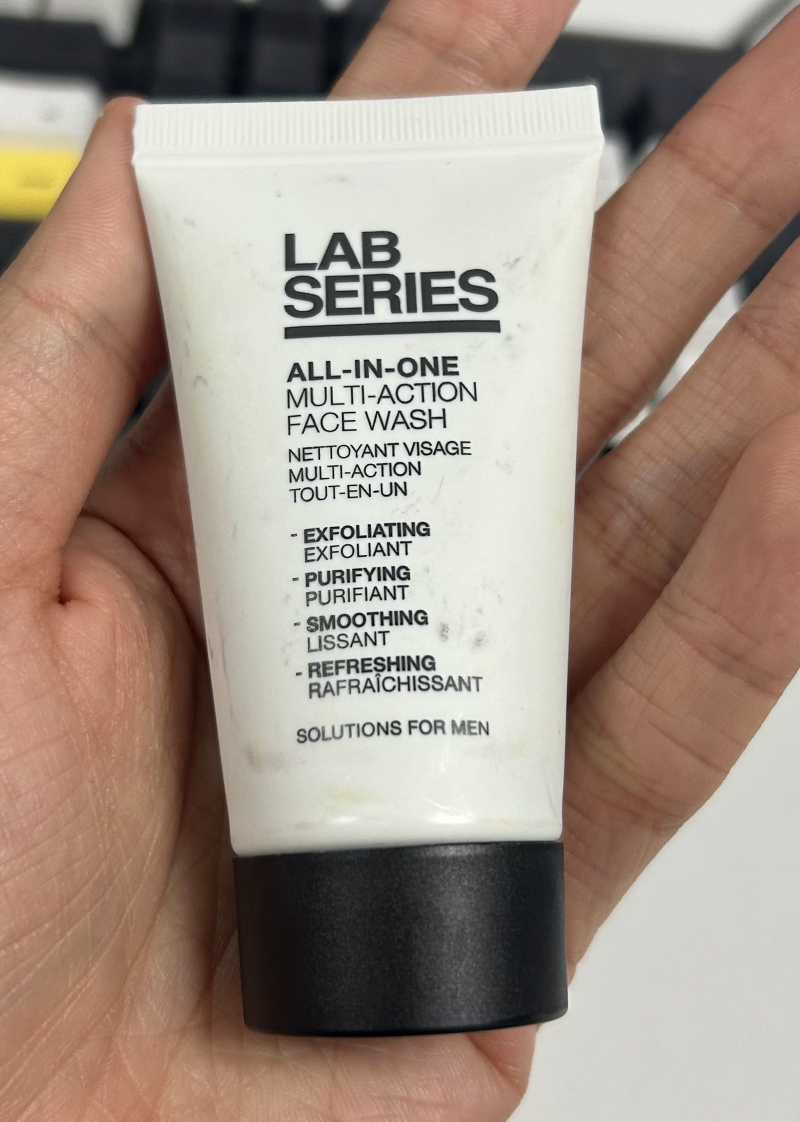 LAB
SERIES
ALL-IN-ONE
MULTI-ACTION
FACE WASH
NETTOYANT VISAGE
MULTI-ACTION
TOUT-EN-UN
- EXFOLIATING
EXFOLIANT
- PURIFYING
PURIFIANT
- SMOOTHING
LISSANT
- REFRESHING
RAFRAÎCHISSANT
SOLUTIONS FOR MEN